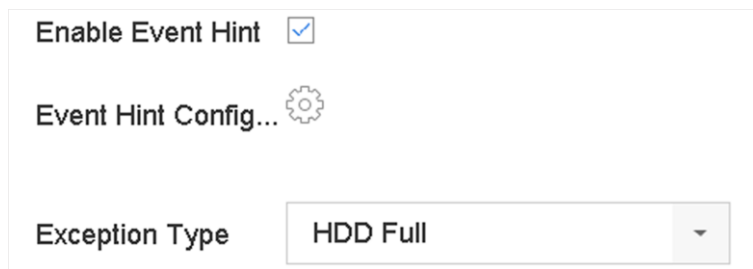 Enable Event Hint
Event Hint Config...
Exception Type HDD Full